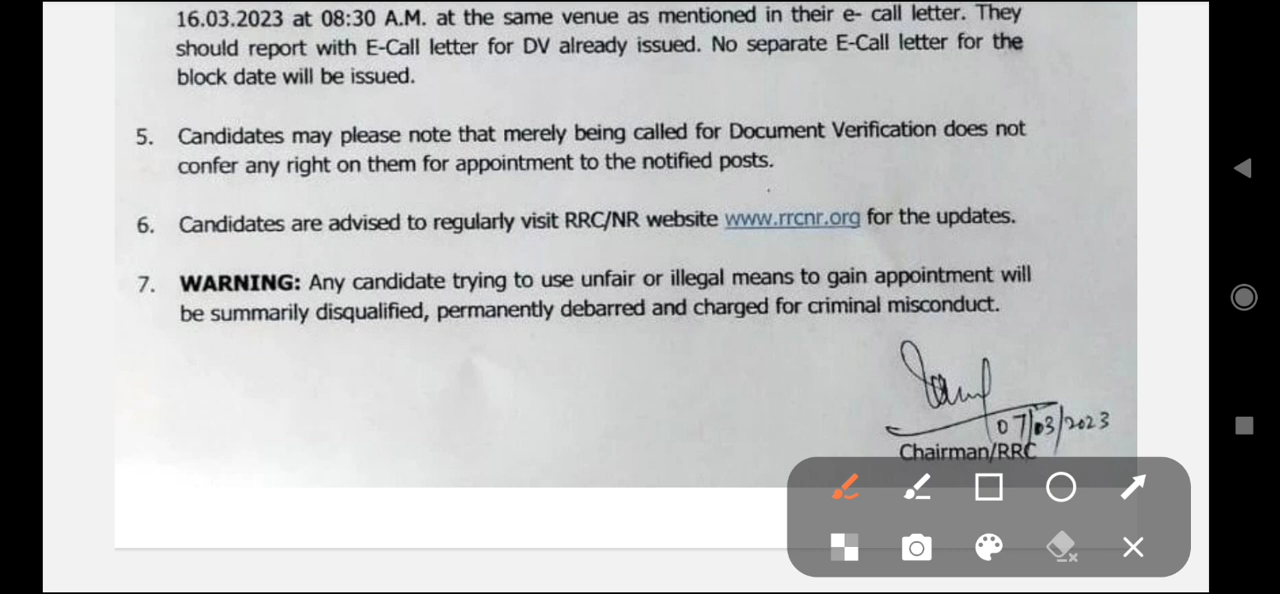 16.03.2023 at 08:30 A.M. at the same venue as mentioned in their e- call letter. They
should report with E-Call letter for DV already issued. No separate E-Call letter for the
block date will be issued.
5. Candidates may please note that merely being called for Document Verification does not
confer any right on them for appointment to the notified posts.
6. Candidates are advised to regularly visit RRC/NR website www.rrcnr.org for the updates.
7. WARNING: Any candidate trying to use unfair or illegal means to gain appointment will
be summarily disqualified, permanently debarred and charged for criminal misconduct.
07/03/2023
Chairman/RRC